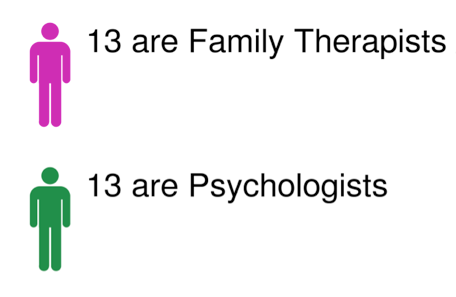 13 are Family Therapists
13 are Psychologists